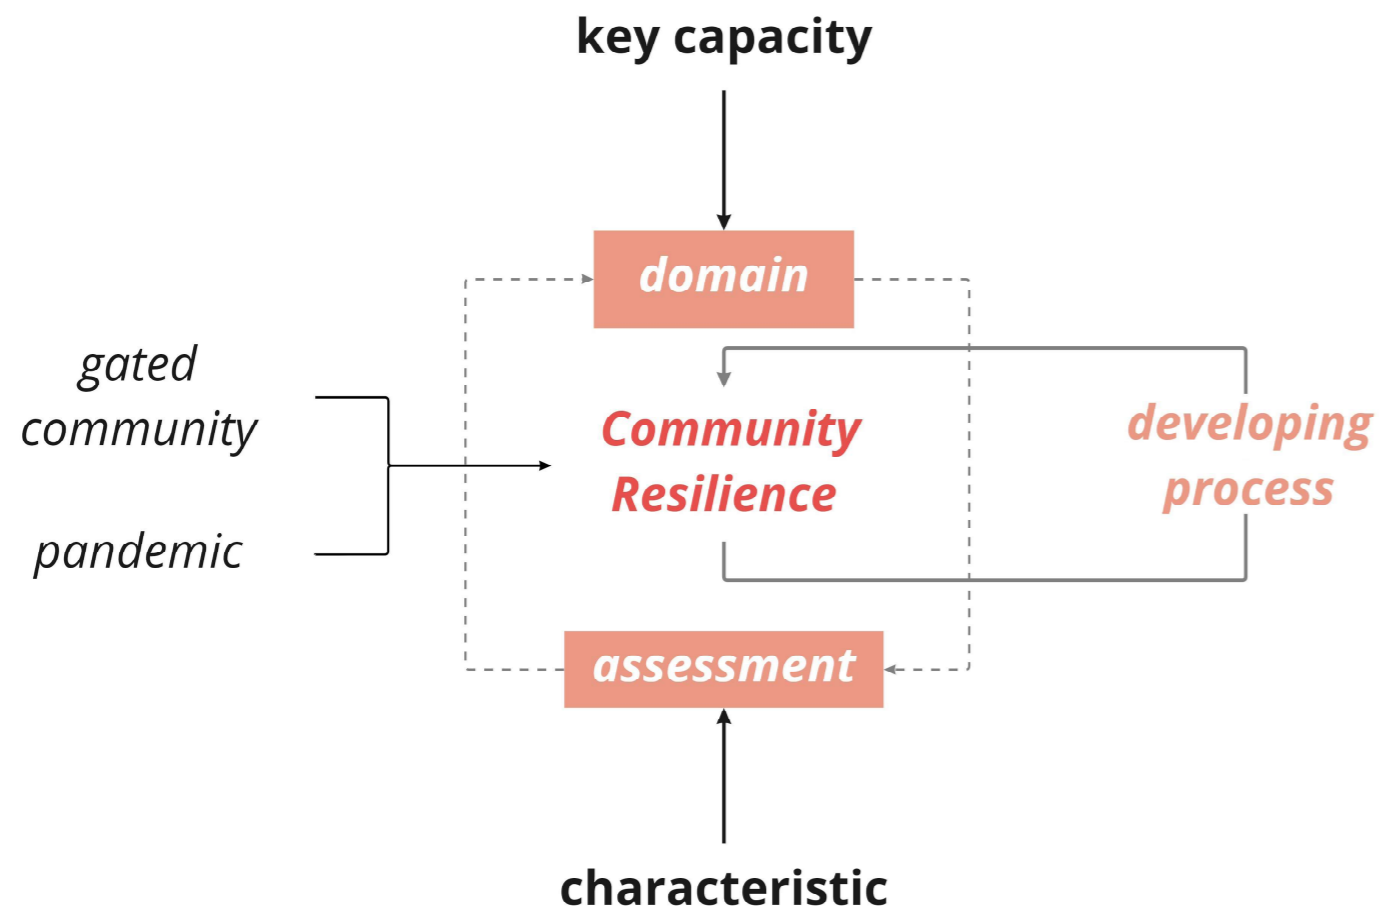 key capacity
domain
gated
community
pandemic
Community
Resilience
developing
process
assessment
characteristic